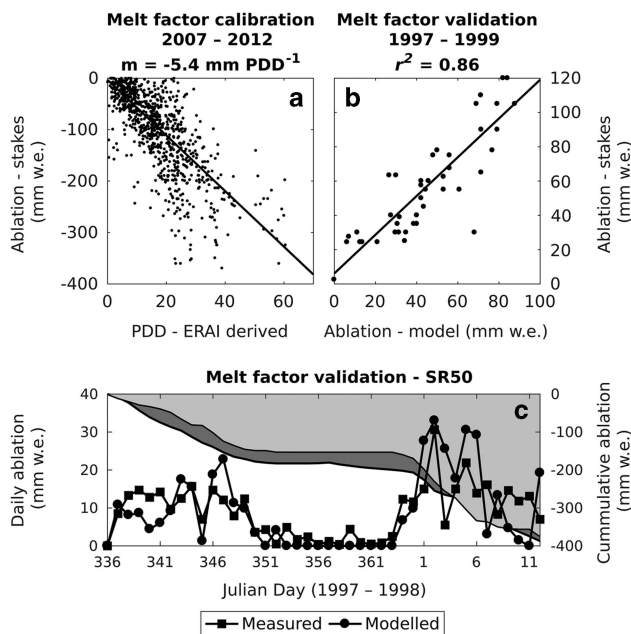 Melt factor calibration
2007 – 2012
m = -5.4 mm PDD-1
Melt factor validation
1997 – 1999
r2 = 0.86
a
0
-100
-200
-300
-400
Ablation - stakes
(mm w.e.)
0
20
40
60
PDD - ERAI derived
b
120
100
80
60
40
20
0
Ablation - stakes
(mm w.e.)
0
20
40
60
80
100
Ablation - model (mm w.e.)
Melt factor validation - SR50
c
40
30
20
10
0
Daily ablation
(mm w.e.)
0
-100
-200
-300
-400
Cummulative ablation
(mm w.e.)
336
341
346
351
356
361
1
6
11
Julian Day (1997 – 1998)
Measured
Modelled